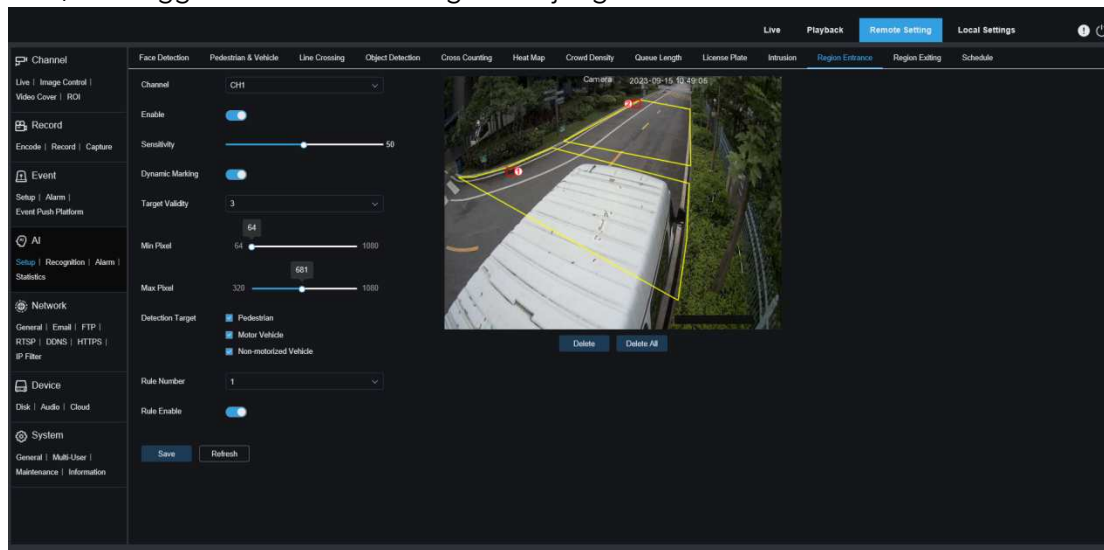 Live Playback Remote Setting Local Settings
Channel
Live | Image Control |
Video Cover | ROI
Record
Encode | Record | Capture
Event
Setup | Alarm |
Event Push Platform
AI
Setup | Recognition | Alarm |
Statistics
Network
General | Email | FTP |
RTSP | DDNS | HTTPS |
IP Filter
Device
Disk | Audio | Cloud
System
General | Multi-User |
Maintenance | Information
Face Detection Pedestrian & Vehicle Line Crossing Object Detection Cross Counting Heat Map Crowd Density Queue Length License Plate Intrusion Region Entrance Region Exiting Schedule
Channel CH1
Enable
Sensitivity 50
Dynamic Marking
Target Validity 3
64
Min Pixel 64 1080
681
Max Pixel 320 1080
Detection Target Pedestrian
Motor Vehicle
Non-motorized Vehicle
Rule Number 1
Rule Enable
Save Refresh
Camera 2023-09-15 10:49:05
2
1
Delete Delete All